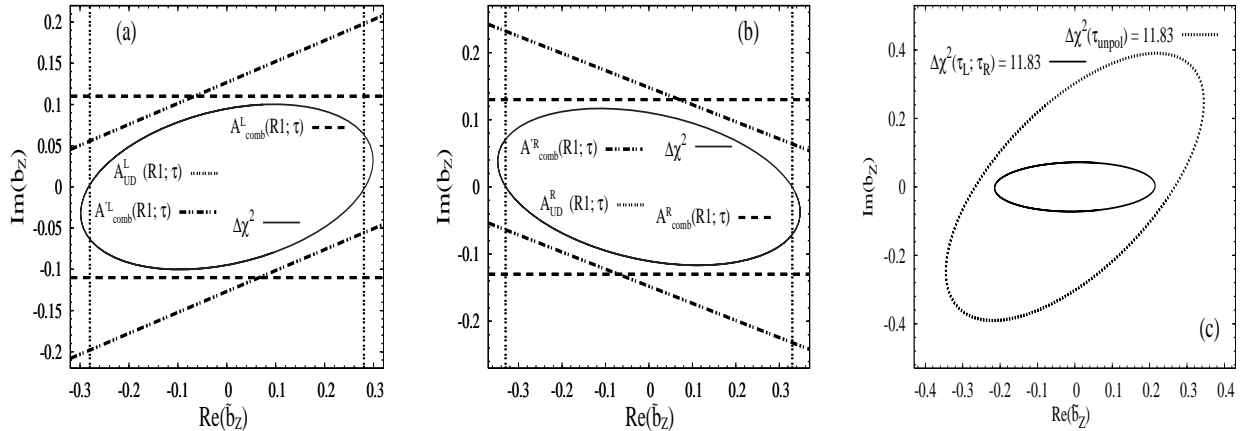 (a)
0.2
0.15
0.1
0.05
0
-0.05
-0.1
-0.15
-0.2
Im(b_Z)
A^L_comb(R1; τ)
A^L_UD (R1; τ)
A'^L_comb(R1; τ)
Δχ²
-0.3 -0.2 -0.1 0 0.1 0.2 0.3
Re(b̃_Z)
(b)
0.2
0.1
0
-0.1
-0.2
Im(b_Z)
A'^R_comb(R1; τ)
Δχ²
A^R_UD (R1; τ)
A^R_comb(R1; τ)
-0.3 -0.2 -0.1 0 0.1 0.2 0.3
Re(b̃_Z)
0.4
0.2
0
-0.2
-0.4
Im(b_Z)
Δχ²(τ_unpol) = 11.83
Δχ²(τ_L; τ_R) = 11.83
(c)
-0.4 -0.3 -0.2 -0.1 0 0.1 0.2 0.3 0.4
Re(b̃_Z)